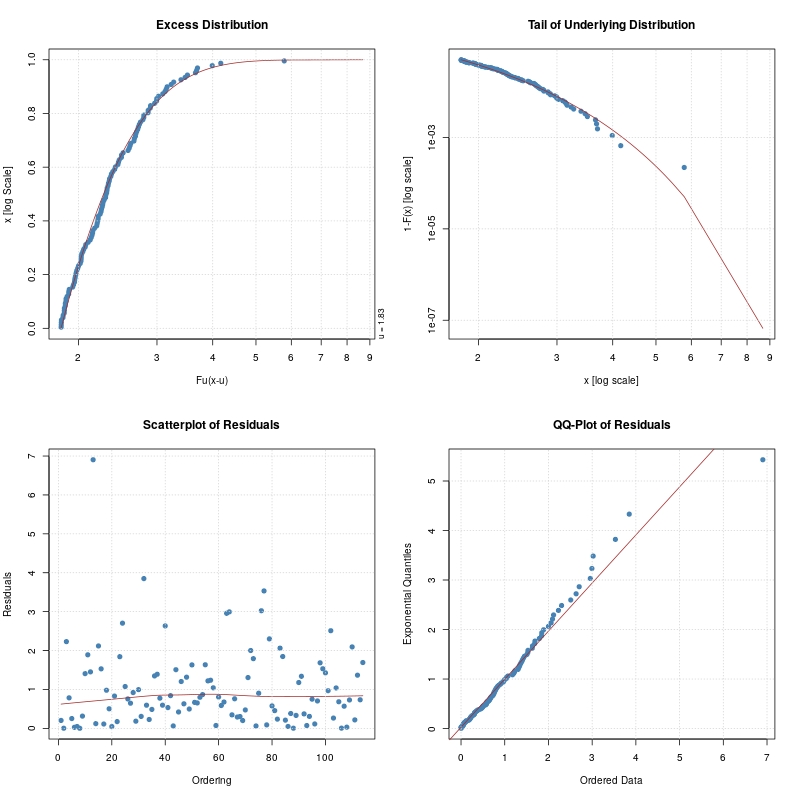 Excess Distribution
x [log Scale]
0.0 0.2 0.4 0.6 0.8 1.0
2 3 4 5 6 7 8 9
Fu(x-u)
u = 1.83
Tail of Underlying Distribution
1-F(x) [log scale]
1e-07 1e-05 1e-03
2 3 4 5 6 7 8 9
x [log scale]
Scatterplot of Residuals
Residuals
0 1 2 3 4 5 6 7
0 20 40 60 80 100
Ordering
QQ-Plot of Residuals
Exponential Quantiles
0 1 2 3 4 5
0 1 2 3 4 5 6 7
Ordered Data